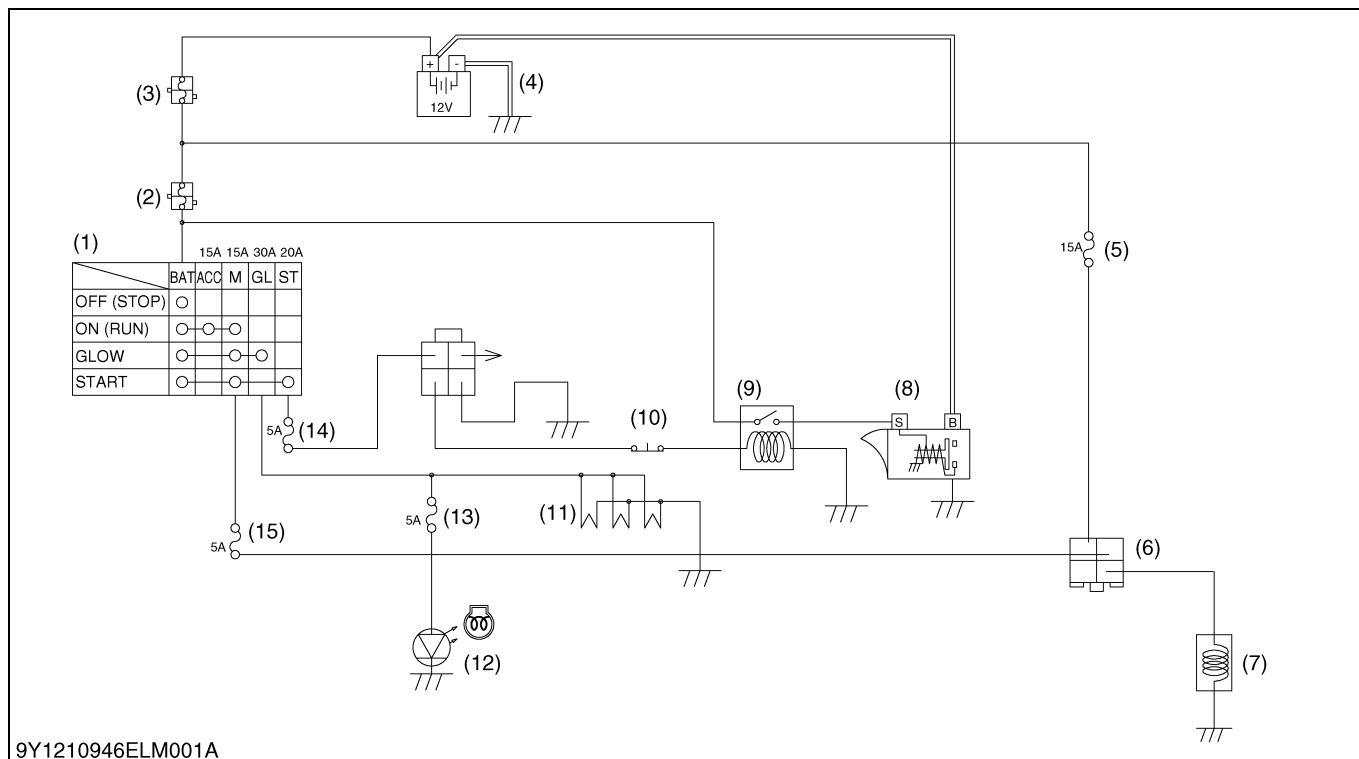 + -
12V
(4)
(3)
(2)
(1)
15A 15A 30A 20A
BAT ACC M GL ST
OFF (STOP)
ON (RUN)
GLOW
START
15A (5)
(9)
(8)
S B
(10)
5A (14)
(11)
5A (13)
5A (15)
(6)
(12)
(7)
9Y1210946ELM001A